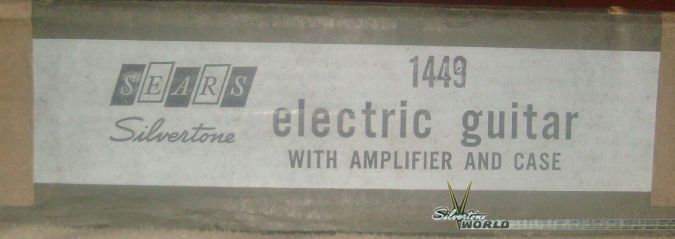 SEARS
Silvertone
1449
electric guitar
WITH AMPLIFIER AND CASE
Silvertone
WORLD